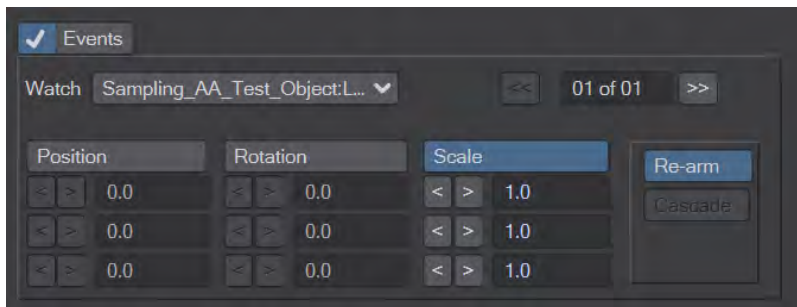 Events
Watch Sampling_AA_Test_Object:L... << 01 of 01 >>
Position Rotation Scale Re-arm
< > 0.0 < > 0.0 < > 1.0 Cascade
< > 0.0 < > 0.0 < > 1.0
< > 0.0 < > 0.0 < > 1.0